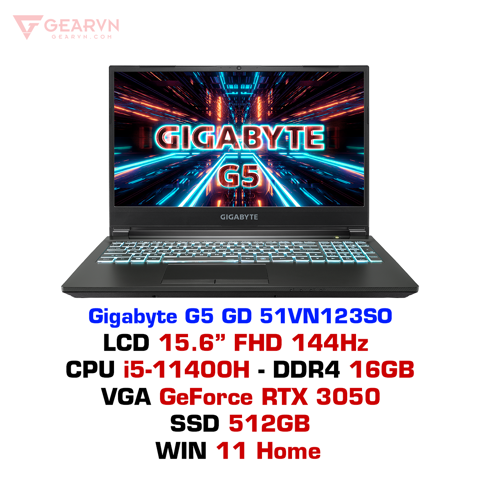 GEARVN
GEARVN.COM
GIGABYTE
G5
GIGABYTE
Gigabyte G5 GD 51VN123SO
LCD 15.6” FHD 144Hz
CPU i5-11400H - DDR4 16GB
VGA GeForce RTX 3050
SSD 512GB
WIN 11 Home